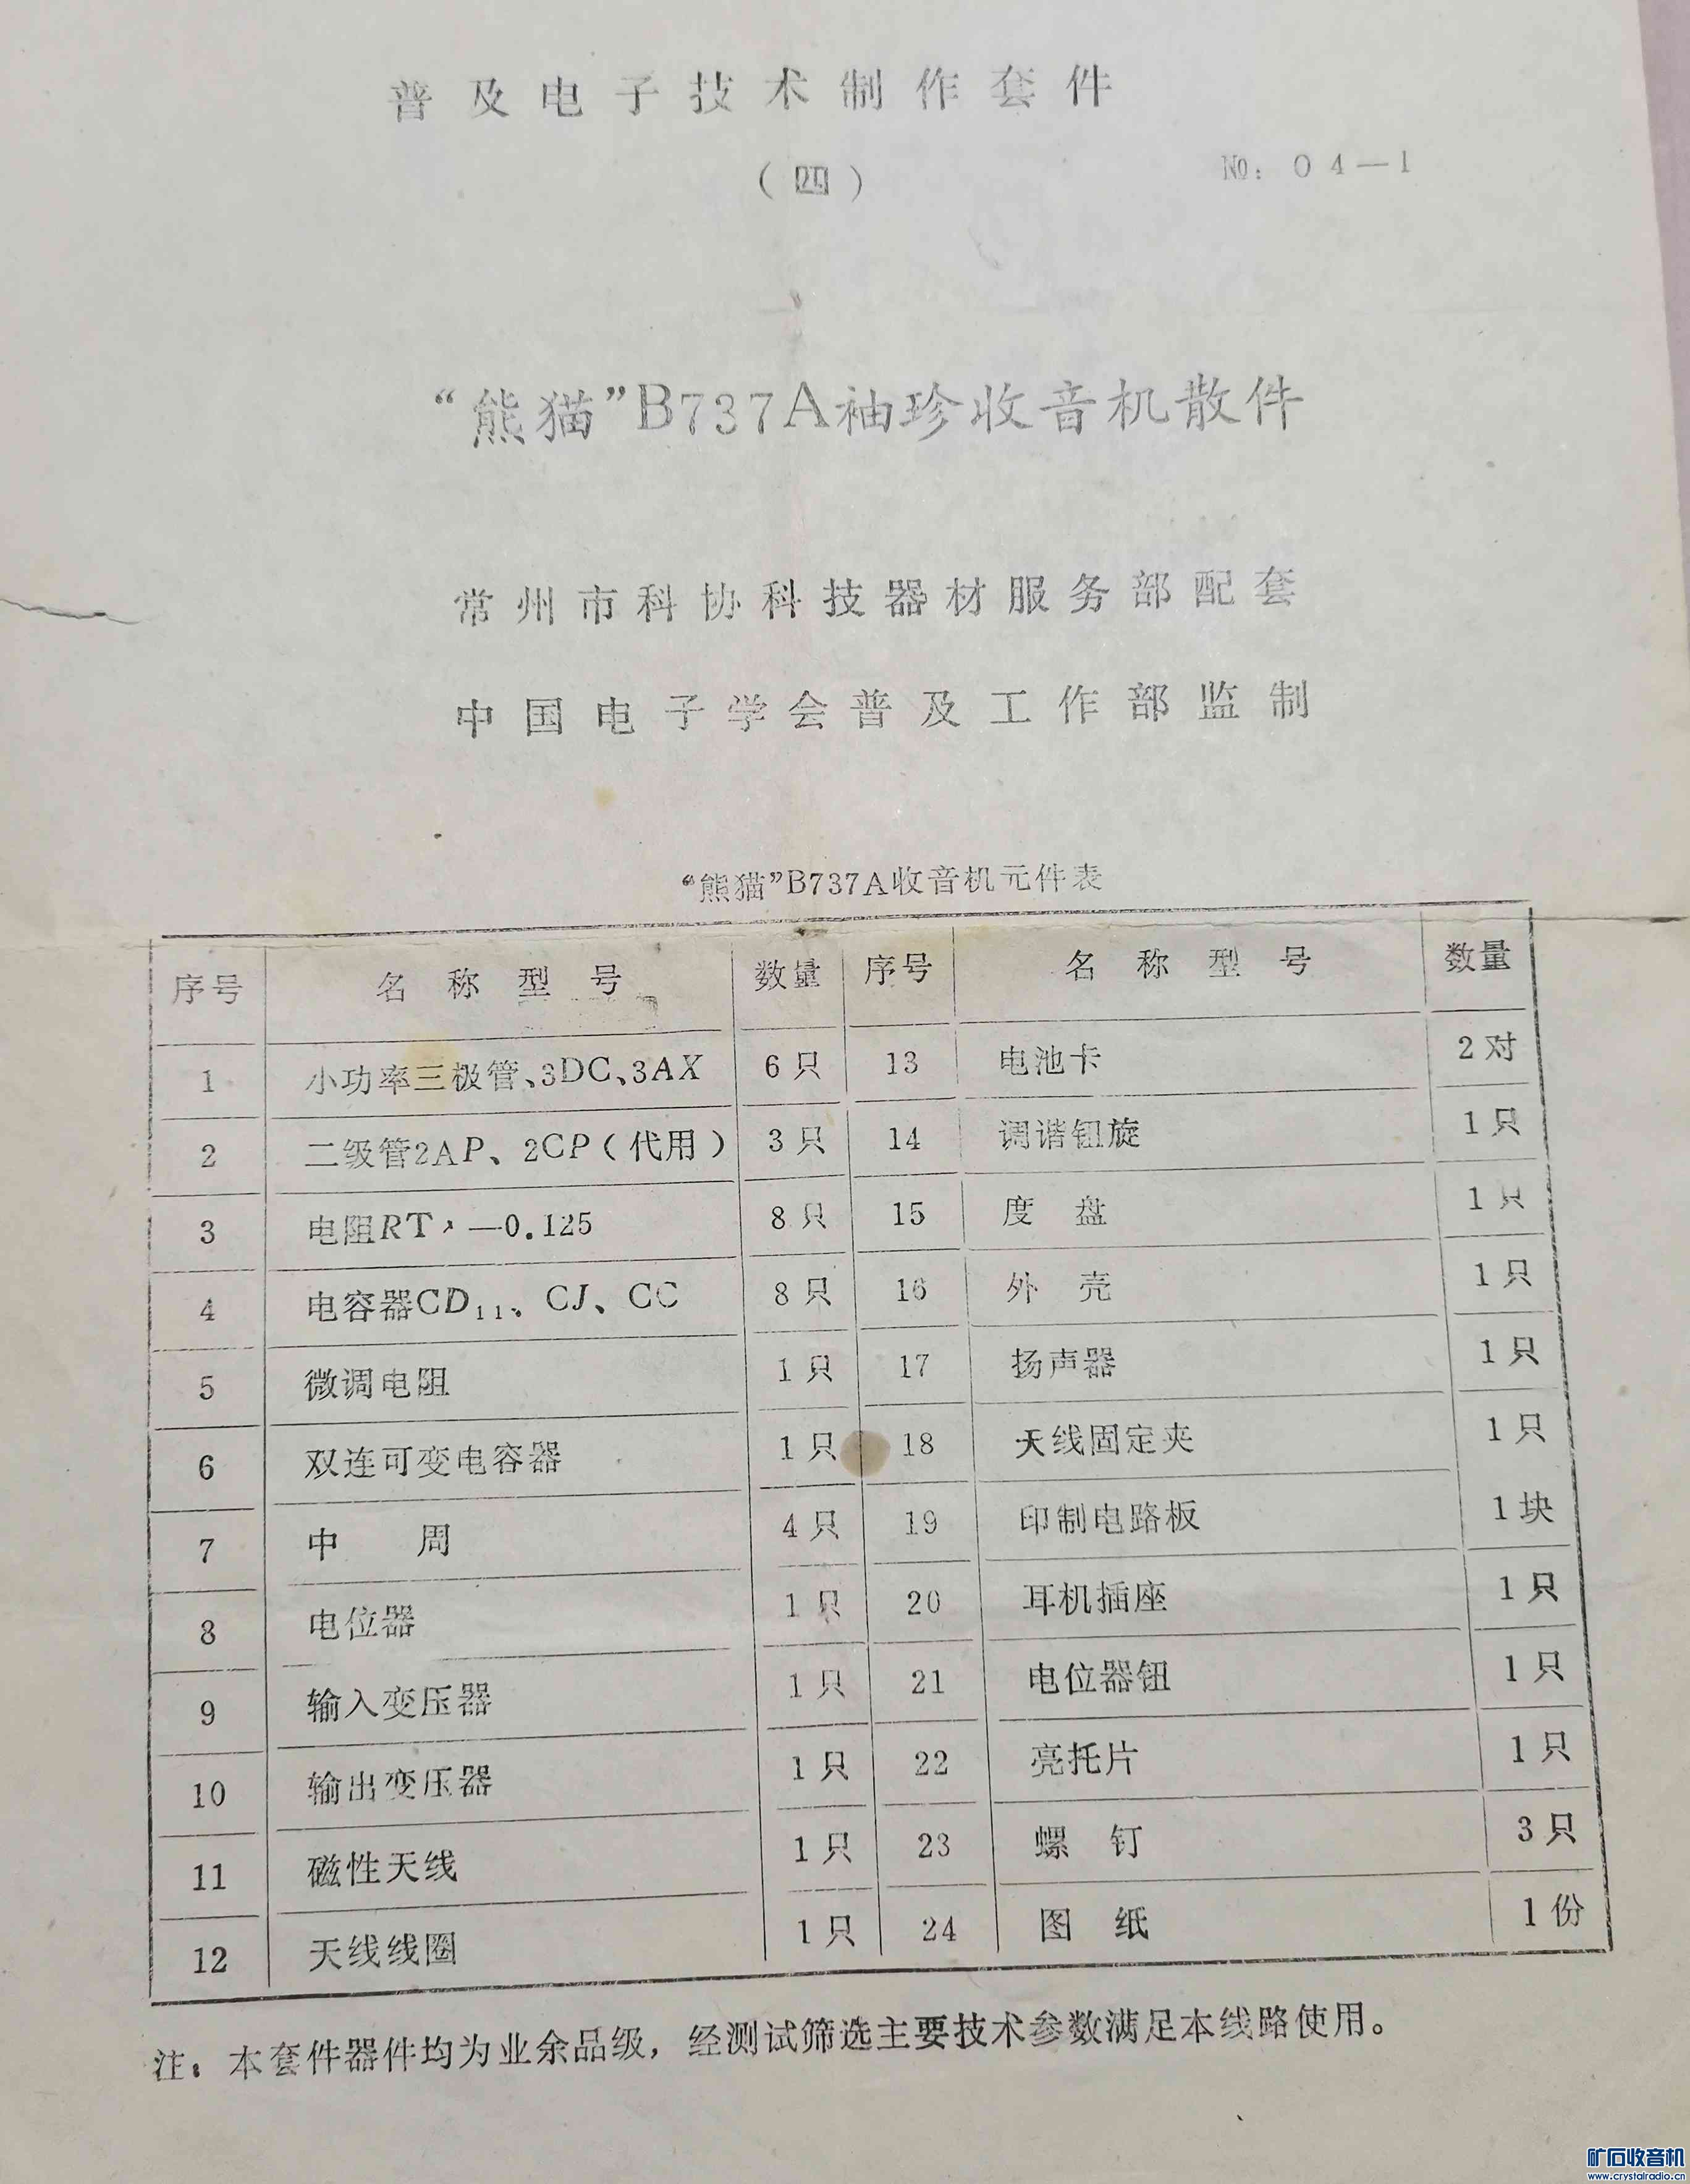 普及电子技术制作套件
（四）
№：04—1
“熊猫”B737A袖珍收音机散件
常州市科协科技器材服务部配套
中国电子学会普及工作部监制
“熊猫”B737A收音机元件表
序号 名称型号 数量 序号 名称型号 数量
1 小功率三极管、3DC、3AX 6只 13 电池卡 2对
2 二级管2AP、2CP（代用） 3只 14 调谐钮旋 1只
3 电阻RT —0.125 8只 15 度盘 1只
4 电容器CD11、CJ、CC 8只 16 外壳 1只
5 微调电阻 1只 17 扬声器 1只
6 双连可变电容器 1只 18 天线固定夹 1只
7 中周 4只 19 印制电路板 1块
8 电位器 1只 20 耳机插座 1只
9 输入变压器 1只 21 电位器钮 1只
10 输出变压器 1只 22 亮托片 1只
11 磁性天线 1只 23 螺钉 3只
12 天线线圈 1只 24 图纸 1份
注：本套件器件均为业余品级，经测试筛选主要技术参数满足本线路使用。
矿石收音机
www.crystalradio.cn